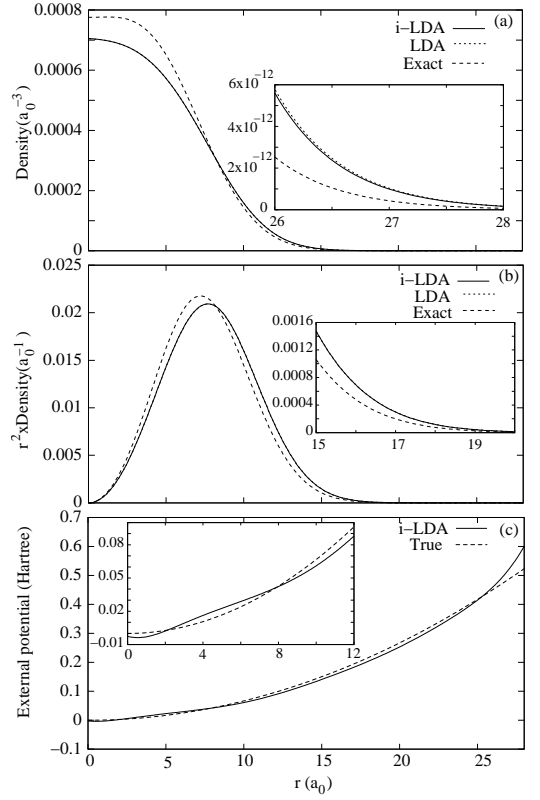 0.0008
(a)
i−LDA
LDA
Exact
0.0006
6x10−12
4x10−12
2x10−12
0
26
27
28
0.0004
0.0002
0
Density(a0−3)
0.025
(b)
i−LDA
LDA
Exact
0.02
0.0016
0.0012
0.0008
0.0004
0
15
17
19
0.015
0.01
0.005
0
r2xDensity(a0−1)
0.7
(c)
i−LDA
True
0.6
0.08
0.05
0.02
−0.01
0
4
8
12
0.5
0.4
0.3
0.2
0.1
0
−0.1
External potential (Hartree)
0
5
10
15
20
25
r (a0)